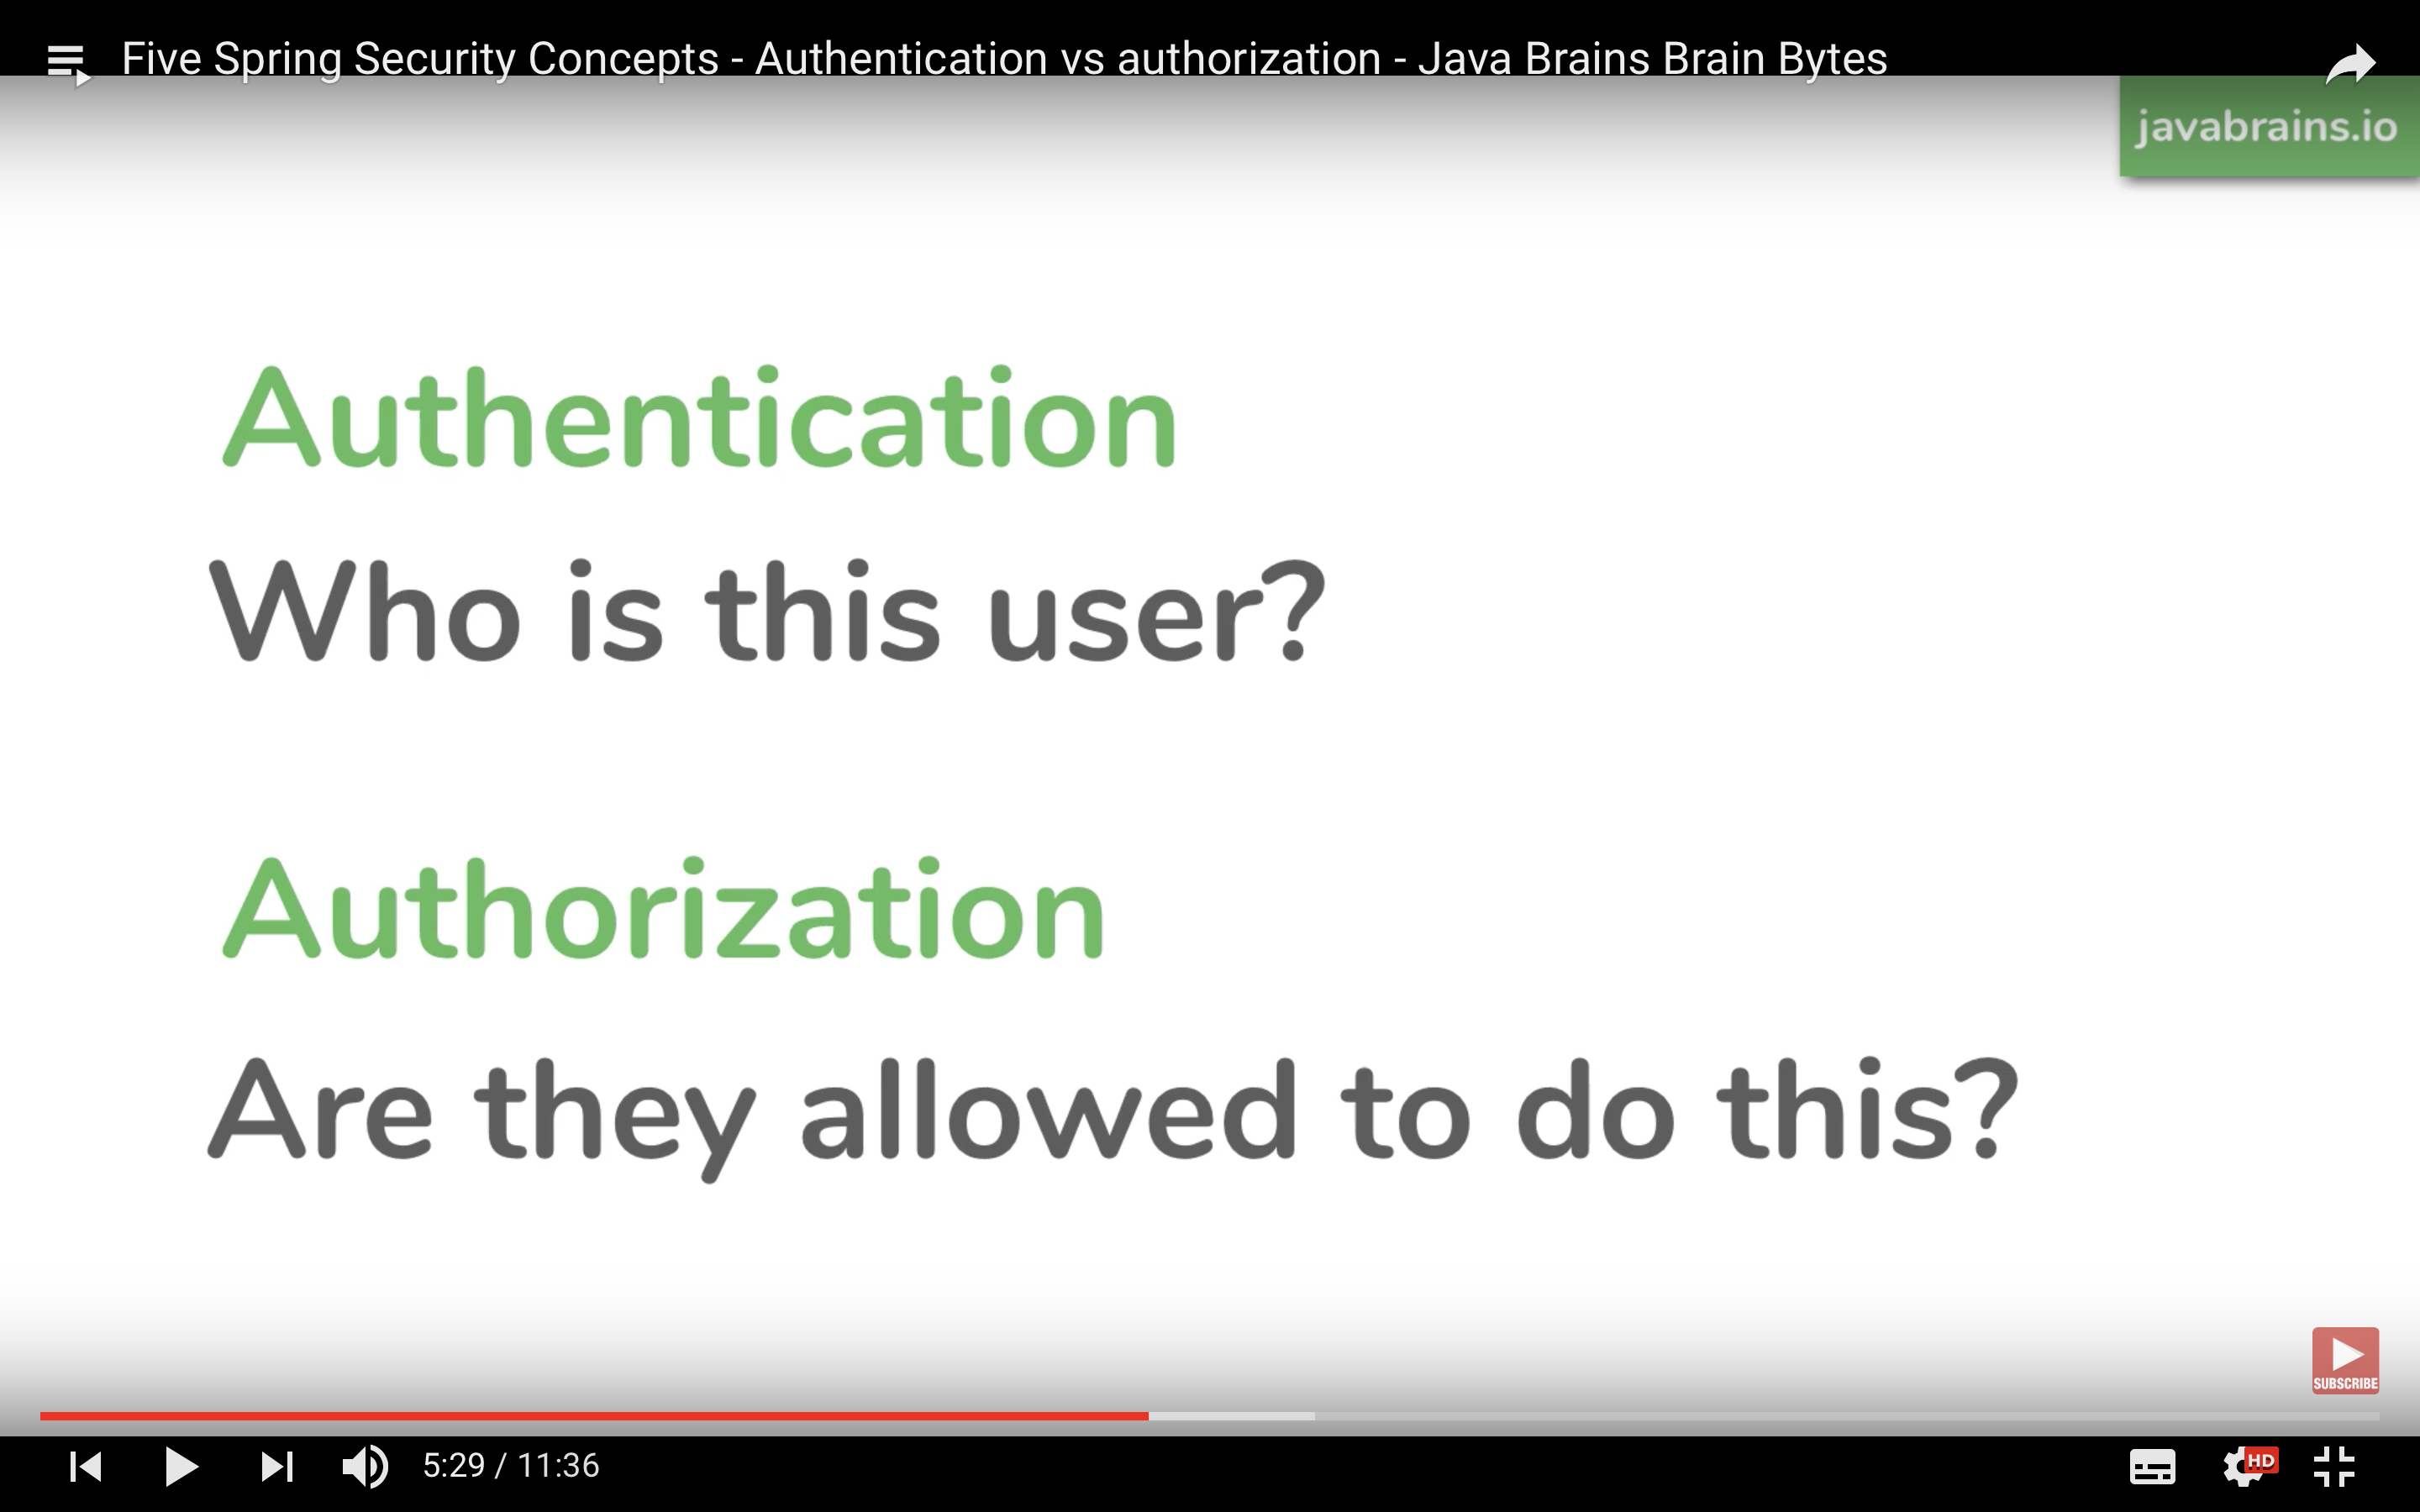 Five Spring Security Concepts - Authentication vs authorization - Java Brains Brain Bytes
javabrains.io
Authentication
Who is this user?
Authorization
Are they allowed to do this?
SUBSCRIBE
5:29 / 11:36
HD